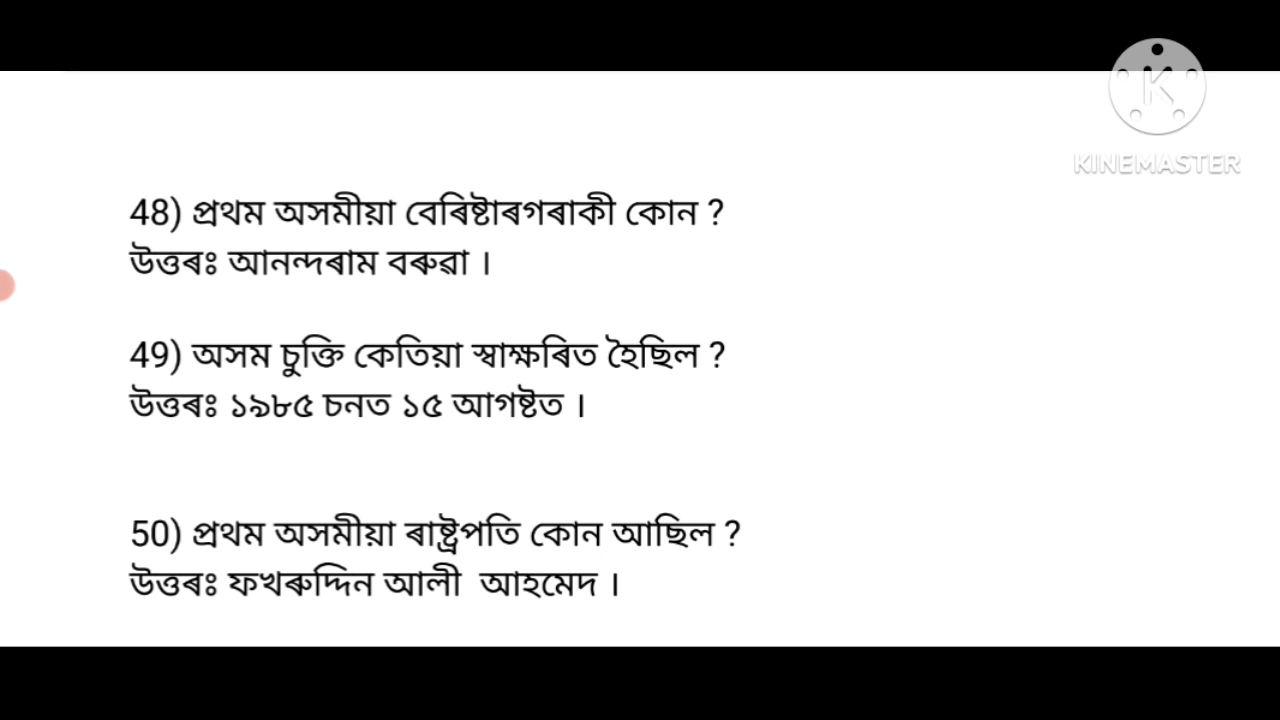 KINEMASTER
48) প্ৰথম অসমীয়া বেৰিষ্টাৰগৰাকী কোন ?
উত্তৰঃ আনন্দৰাম বৰুৱা ।
49) অসম চুক্তি কেতিয়া স্বাক্ষৰিত হৈছিল ?
উত্তৰঃ ১৯৮৫ চনত ১৫ আগষ্টত ।
50) প্ৰথম অসমীয়া ৰাষ্ট্ৰপতি কোন আছিল ?
উত্তৰঃ ফখৰুদ্দিন আলী আহমেদ ।